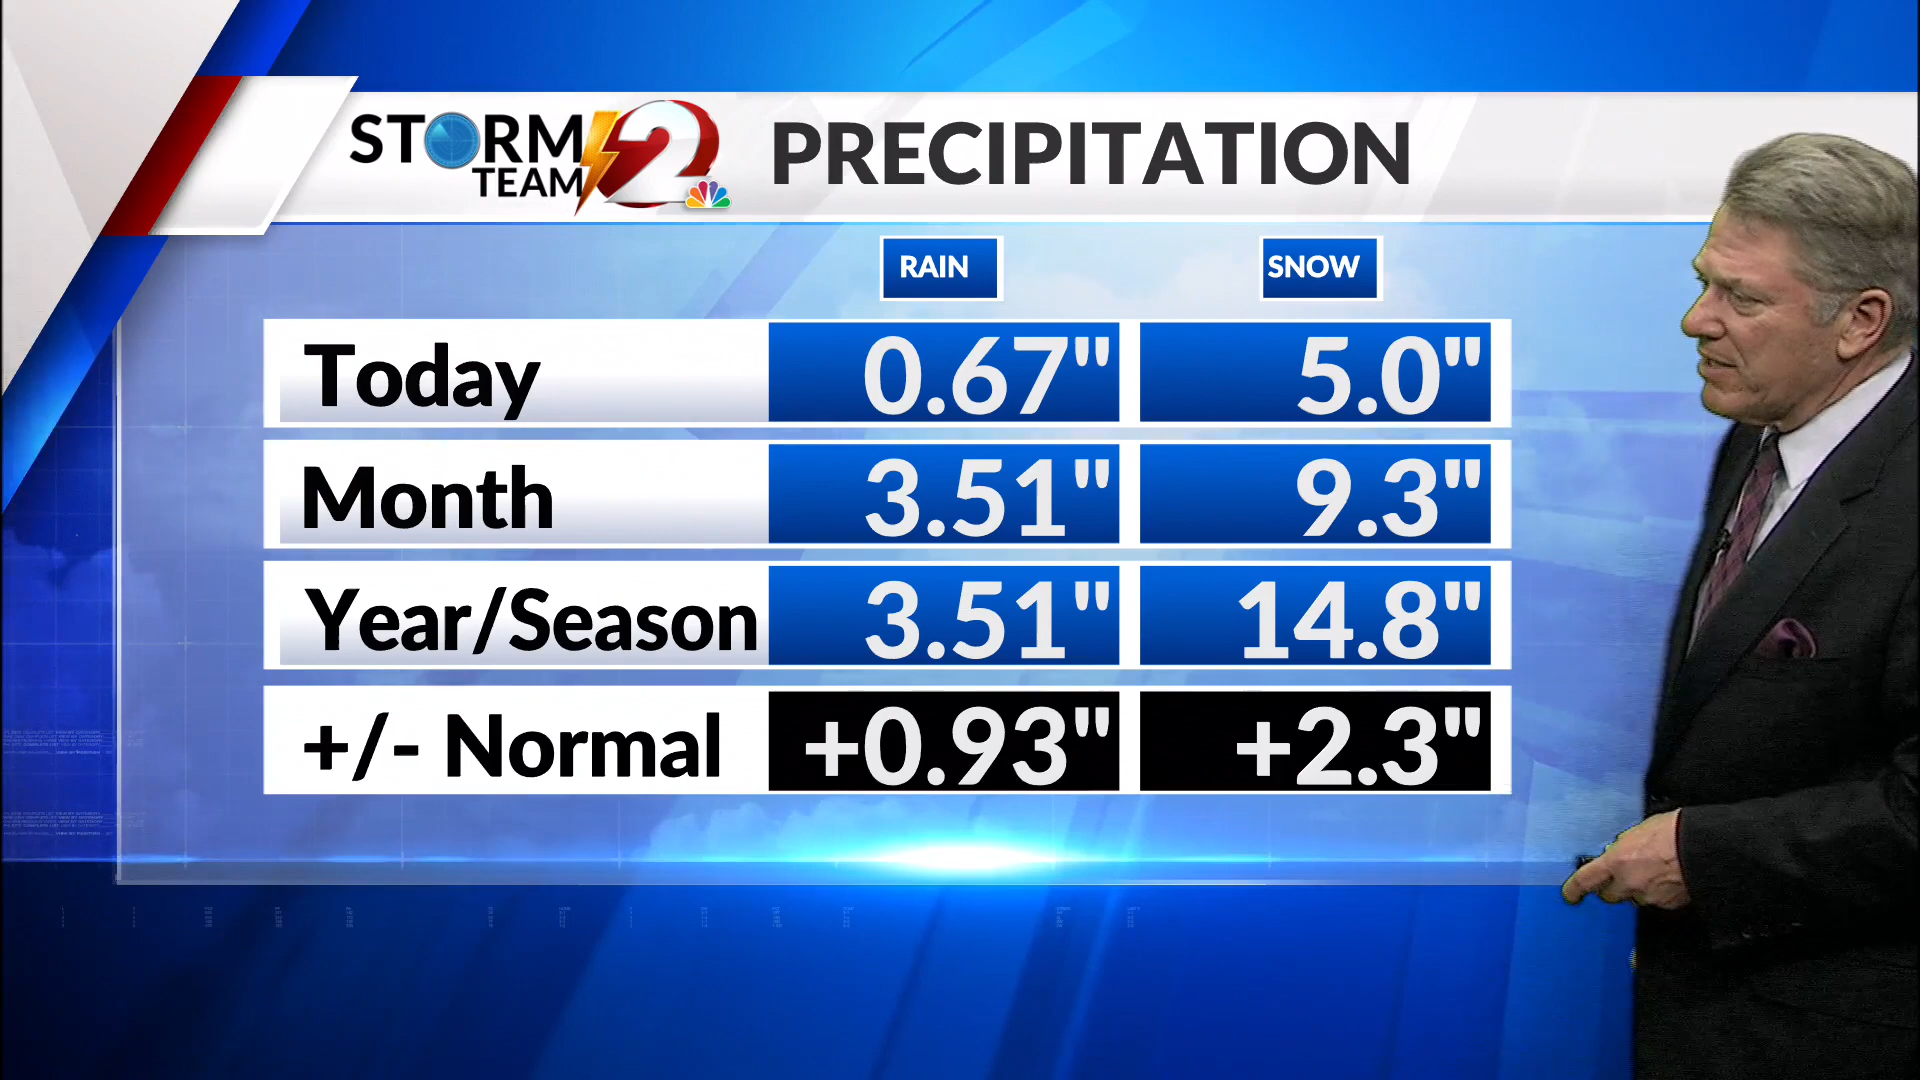 STORM
TEAM
2
PRECIPITATION
RAIN
SNOW
Today 0.67" 5.0"
Month 3.51" 9.3"
Year/Season 3.51" 14.8"
+/- Normal +0.93" +2.3"